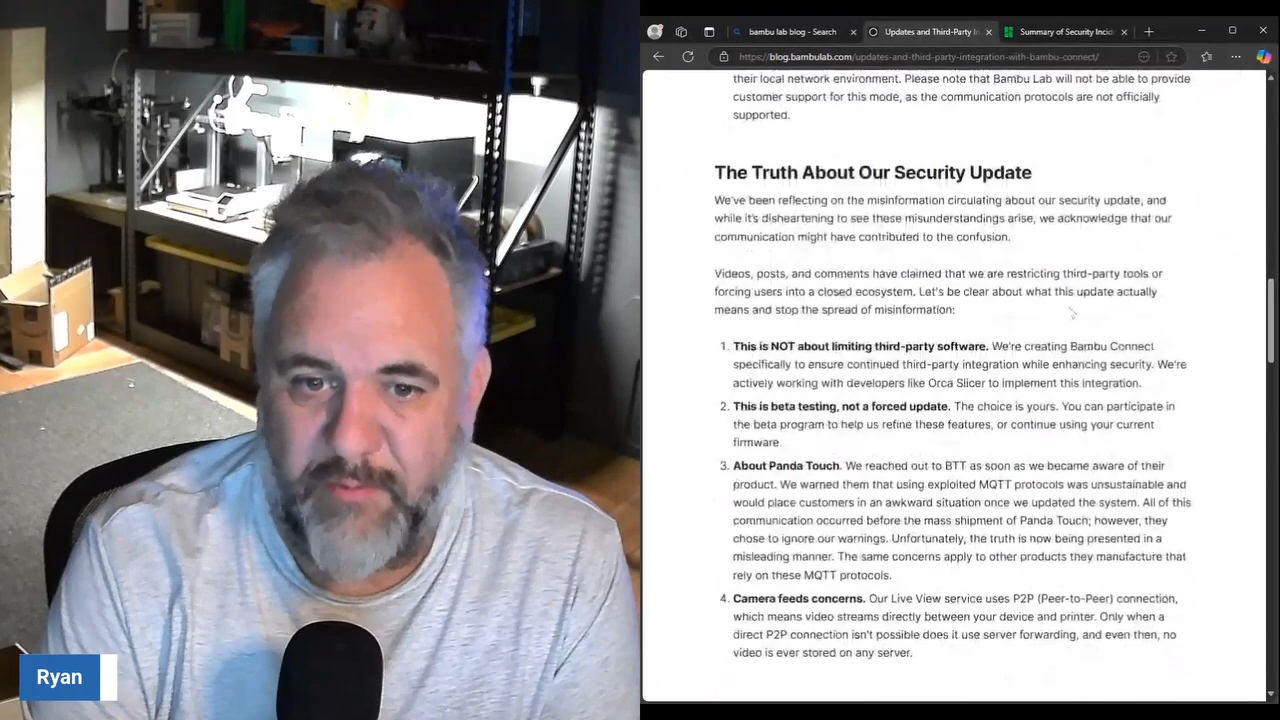 bambu lab blog - Search
Updates and Third-Party In
Summary of Security Incid
https://blog.bambulab.com/updates-and-third-party-integration-with-bambu-connect/
their local network environment. Please note that Bambu Lab will not be able to provide
customer support for this mode, as the communication protocols are not officially
supported.
The Truth About Our Security Update
We've been reflecting on the misinformation circulating about our security update, and
while it's disheartening to see these misunderstandings arise, we acknowledge that our
communication might have contributed to the confusion.
Videos, posts, and comments have claimed that we are restricting third-party tools or
forcing users into a closed ecosystem. Let's be clear about what this update actually
means and stop the spread of misinformation:
1. This is NOT about limiting third-party software. We're creating Bambu Connect
specifically to ensure continued third-party integration while enhancing security. We're
actively working with developers like Orca Slicer to implement this integration.
2. This is beta testing, not a forced update. The choice is yours. You can participate in
the beta program to help us refine these features, or continue using your current
firmware.
3. About Panda Touch. We reached out to BTT as soon as we became aware of their
product. We warned them that using exploited MQTT protocols was unsustainable and
would place customers in an awkward situation once we updated the system. All of this
communication occurred before the mass shipment of Panda Touch; however, they
chose to ignore our warnings. Unfortunately, the truth is now being presented in a
misleading manner. The same concerns apply to other products they manufacture that
rely on these MQTT protocols.
4. Camera feeds concerns. Our Live View service uses P2P (Peer-to-Peer) connection,
which means video streams directly between your device and printer. Only when a
direct P2P connection isn't possible does it use server forwarding, and even then, no
video is ever stored on any server.
Ryan